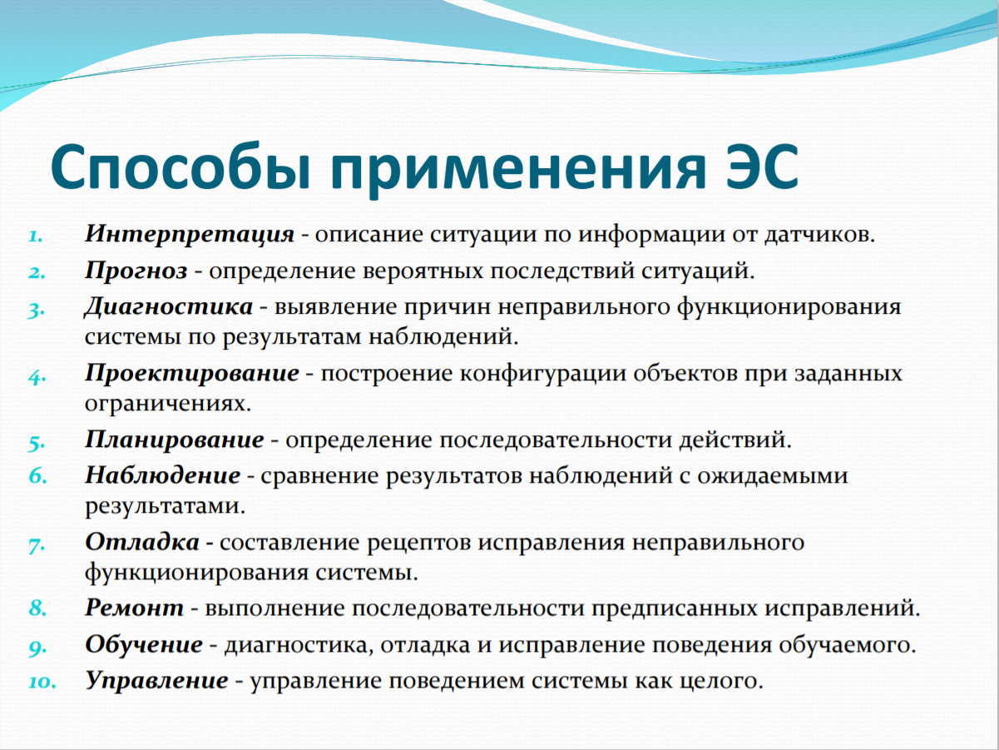 Способы применения ЭС
1. Интерпретация - описание ситуации по информации от датчиков.
2. Прогноз - определение вероятных последствий ситуаций.
3. Диагностика - выявление причин неправильного функционирования
системы по результатам наблюдений.
4. Проектирование - построение конфигурации объектов при заданных
ограничениях.
5. Планирование - определение последовательности действий.
6. Наблюдение - сравнение результатов наблюдений с ожидаемыми
результатами.
7. Отладка - составление рецептов исправления неправильного
функционирования системы.
8. Ремонт - выполнение последовательности предписанных исправлений.
9. Обучение - диагностика, отладка и исправление поведения обучаемого.
10. Управление - управление поведением системы как целого.